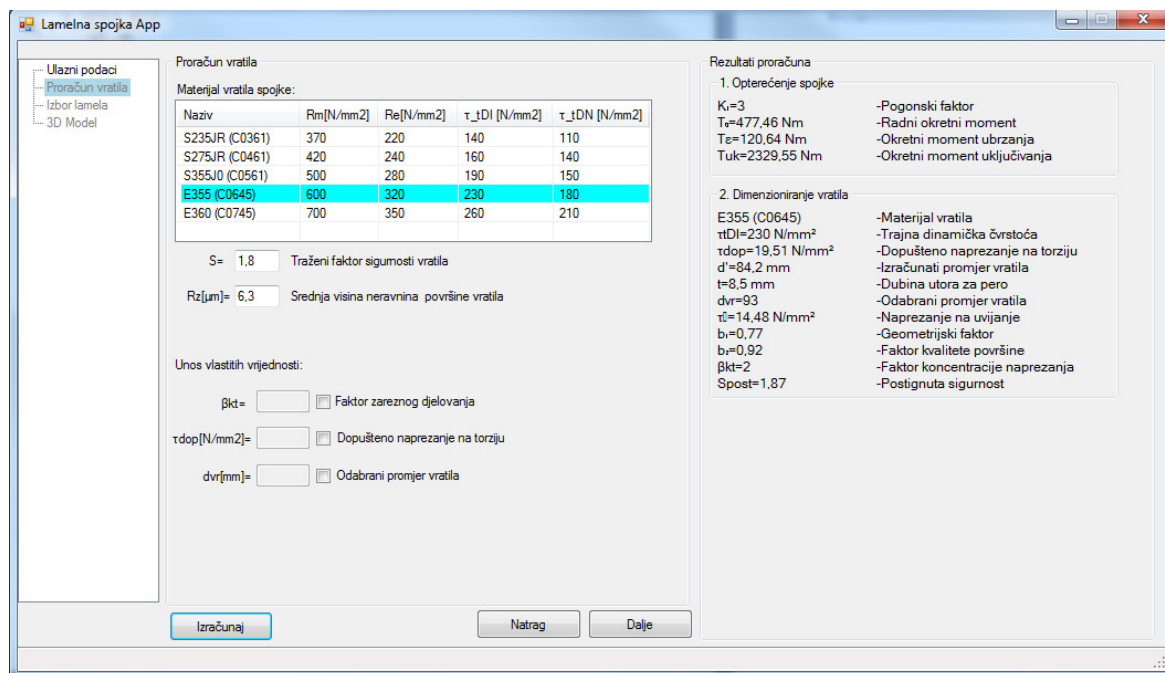 Lamelna spojka App
Ulazni podaci
Proračun vratila
Izbor lamela
3D Model
Proračun vratila
Materijal vratila spojke:
Naziv Rm[N/mm2] Re[N/mm2] τ_tDI [N/mm2] τ_tDN [N/mm2]
S235JR (C0361) 370 220 140 110
S275JR (C0461) 420 240 160 140
S355J0 (C0561) 500 280 190 150
E355 (C0645) 600 320 230 180
E360 (C0745) 700 350 260 210
S= 1,8 Traženi faktor sigurnosti vratila
Rz[µm]= 6,3 Srednja visina neravnina površine vratila
Unos vlastitih vrijednosti:
βkt= Faktor zareznog djelovanja
τdop[N/mm2]= Dopušteno naprezanje na torziju
dvr[mm]= Odabrani promjer vratila
Izračunaj
Natrag
Dalje
Rezultati proračuna
1. Opterećenje spojke
-Pogonski faktor
=477,46 Nm -Radni okretni moment
Tε=120,64 Nm -Okretni moment ubrzanja
Tuk=2329,55 Nm -Okretni moment uključivanja
2. Dimenzioniranje vratila
E355 (C0645) -Materijal vratila
τtDI=230 N/mm² -Trajna dinamička čvrstoća
τdop=19,51 N/mm² -Dopušteno naprezanje na torziju
d'=84,2 mm -Izračunati promjer vratila
t=8,5 mm -Dubina utora za pero
dvr=93 -Odabrani promjer vratila
=14,48 N/mm² -Naprezanje na uvijanje
b₁=0,77 -Geometrijski faktor
b₂=0,92 -Faktor kvalitete površine
βkt=2 -Faktor koncentracije naprezanja
Spost=1,87 -Postignuta sigurnost